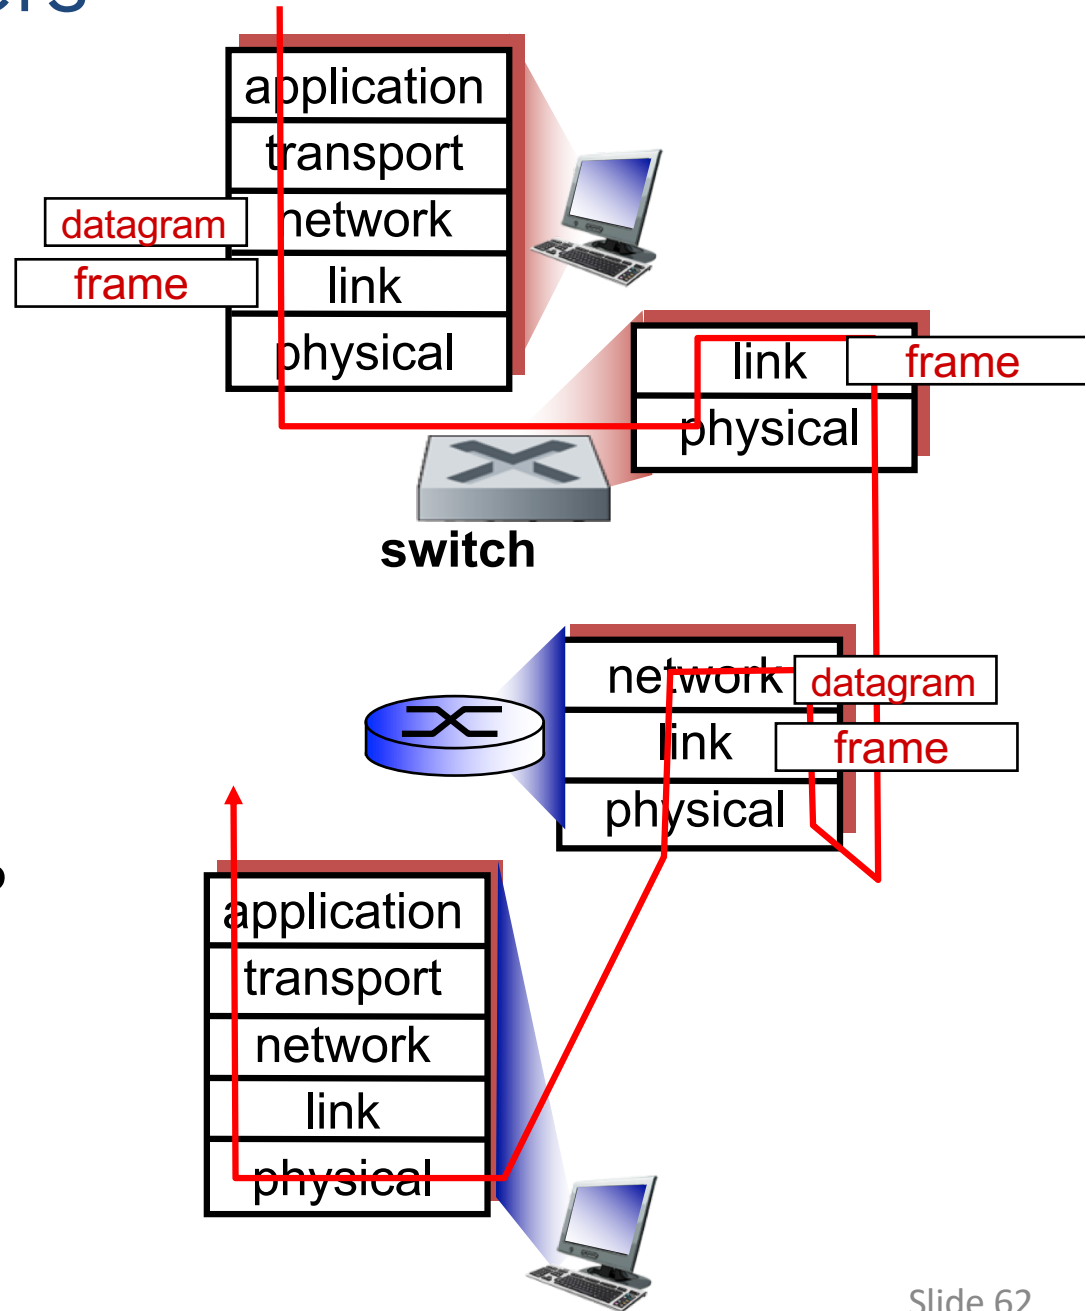 ers
application
transport
datagram
network
frame
link
physical
link
frame
physical
switch
network
datagram
link
frame
physical
application
transport
network
link
physical
Slide 62